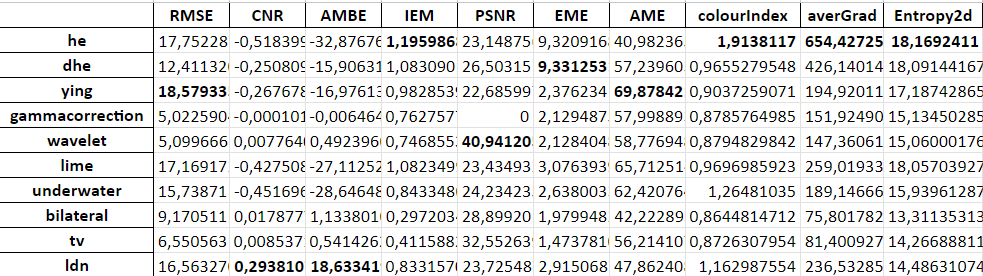 RMSE CNR AMBE IEM PSNR EME AME colourIndex averGrad Entropy2d
he 17,75228 -0,518399 -32,87676 1,195986 23,148756 9,320916 40,98236 1,9138117 654,42725 18,1692411
dhe 12,411320 -0,250809 -15,90631 1,083090 26,50315 9,331253 57,23960 0,9655279548 426,14014 18,09144167
ying 18,57933 -0,267678 -16,97613 0,982853 22,68599 2,376234 69,87842 0,9037259071 194,92011 17,18742865
gammacorrection 5,022590 -0,000101 -0,006464 0,762757 0 2,129487 57,99889 0,8785764985 151,92490 15,13450285
wavelet 5,099666 0,007764 0,492396 0,746855 40,94120 2,128404 58,77694 0,8794829842 147,36061 15,06000176
lime 17,16917 -0,427508 -27,11252 1,082349 23,43493 3,076393 65,71251 0,9696985923 259,01933 18,05703927
underwater 15,73871 -0,451696 -28,64648 0,843348 24,23423 2,638003 62,42076 1,26481035 189,14666 15,93961287
bilateral 9,170511 0,017877 1,133801 0,297203 28,89920 1,979948 42,22289 0,8644814712 75,801782 13,31135313
tv 6,550563 0,008537 0,541426 0,411588 32,55263 1,473781 56,21410 0,8726307954 81,400927 14,26688811
ldn 16,56327 0,293810 18,63341 0,833157 23,72548 2,915068 47,86240 1,162987554 236,53285 14,48631074